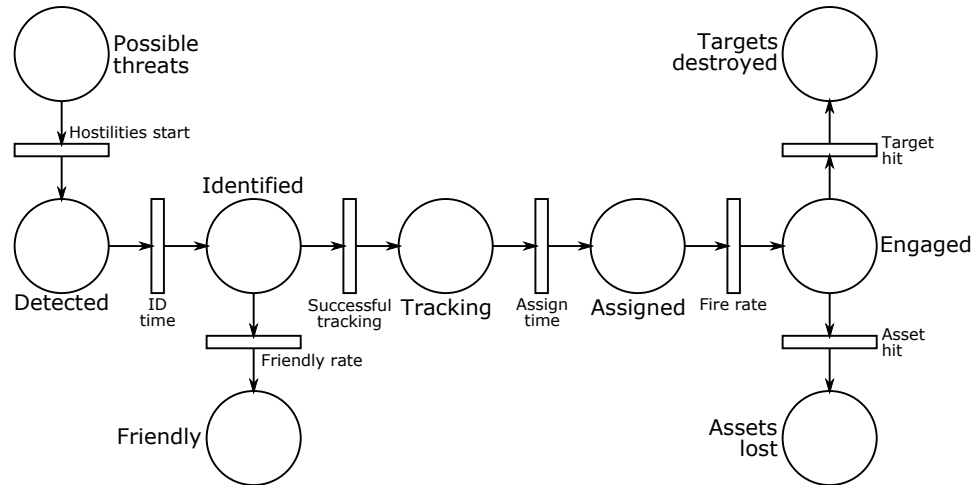 Possible
threats
Targets
destroyed
Hostilities start
Target
hit
Identified
Engaged
Detected
ID
time
Successful
tracking
Tracking
Assign
time
Assigned
Fire rate
Friendly rate
Asset
hit
Friendly
Assets
lost